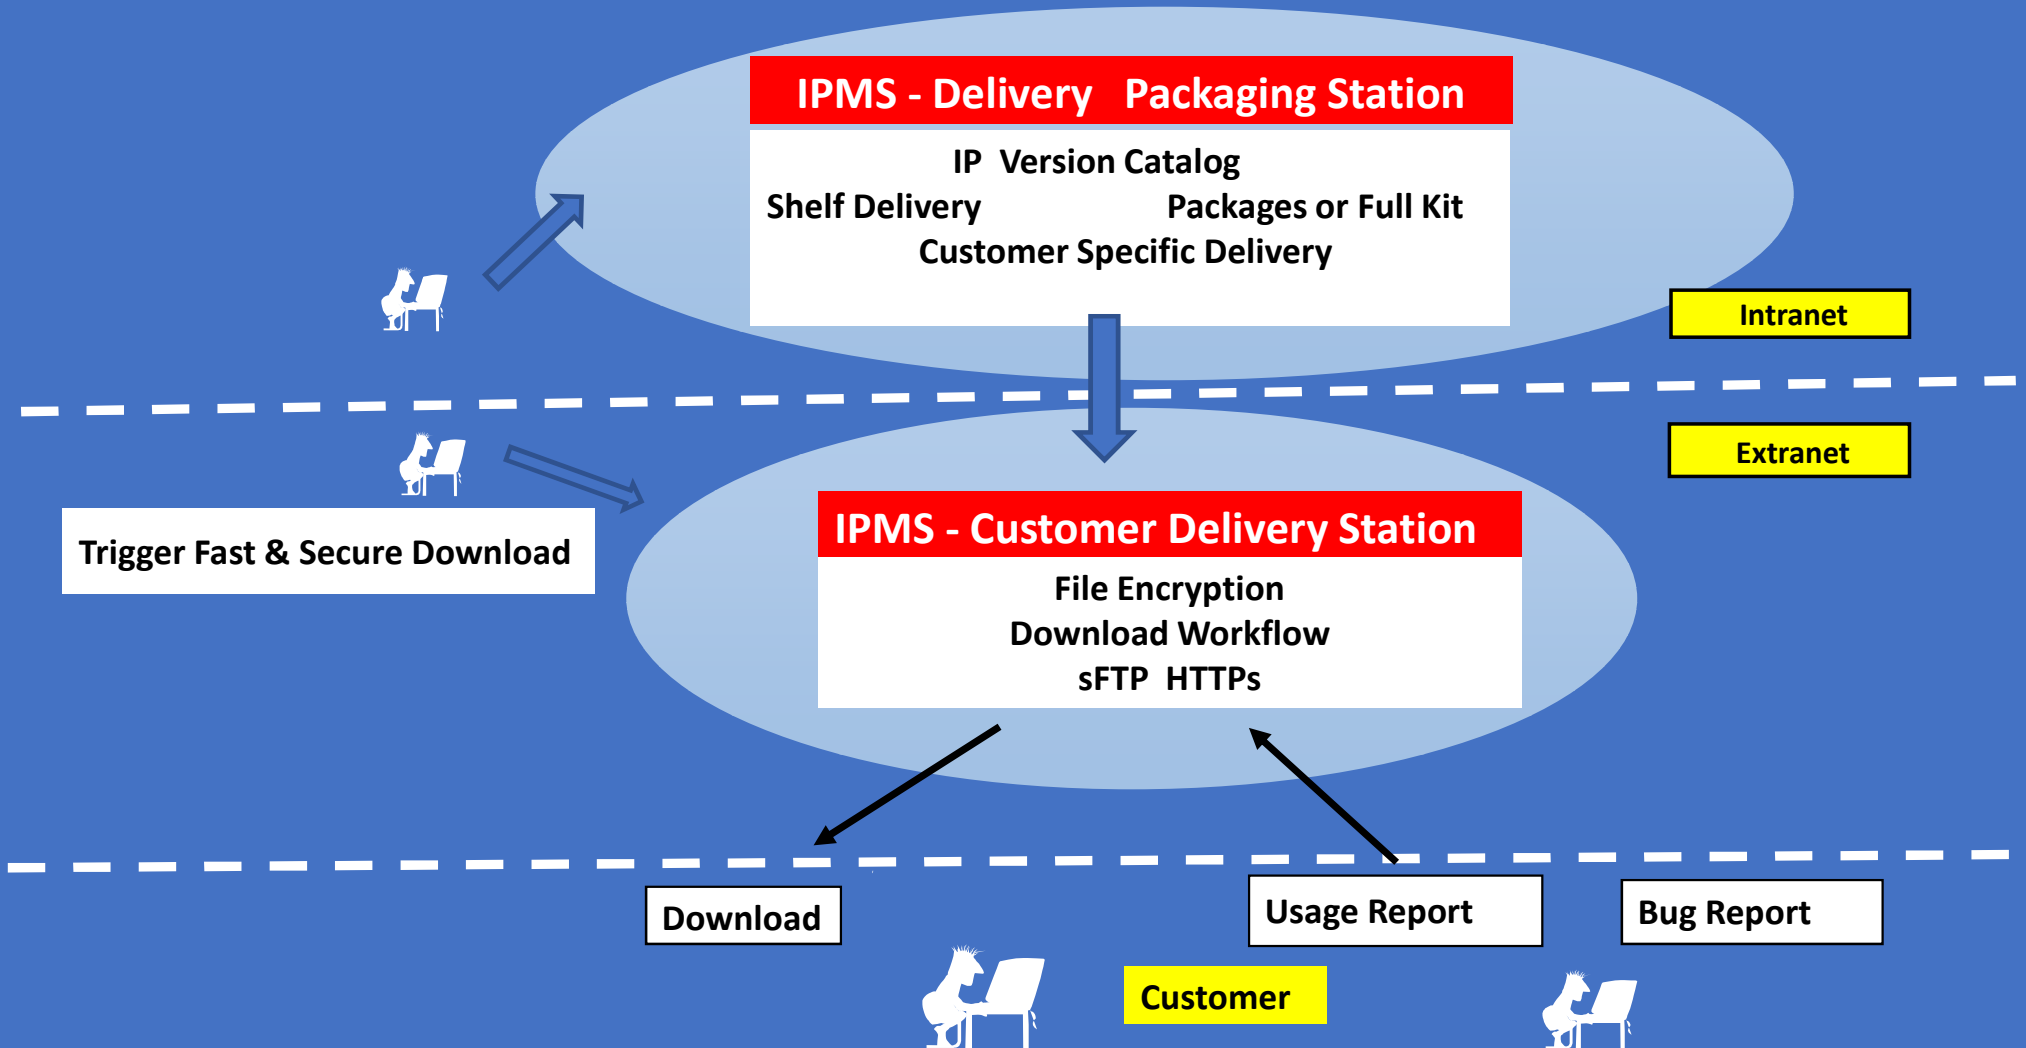 IPMS - Delivery   Packaging Station
IP  Version Catalog
Shelf Delivery                    Packages or Full Kit
Customer Specific Delivery
Intranet
Extranet
Trigger Fast & Secure Download
IPMS - Customer Delivery Station
File Encryption
Download Workflow
sFTP  HTTPs
Download
Usage Report
Bug Report
Customer